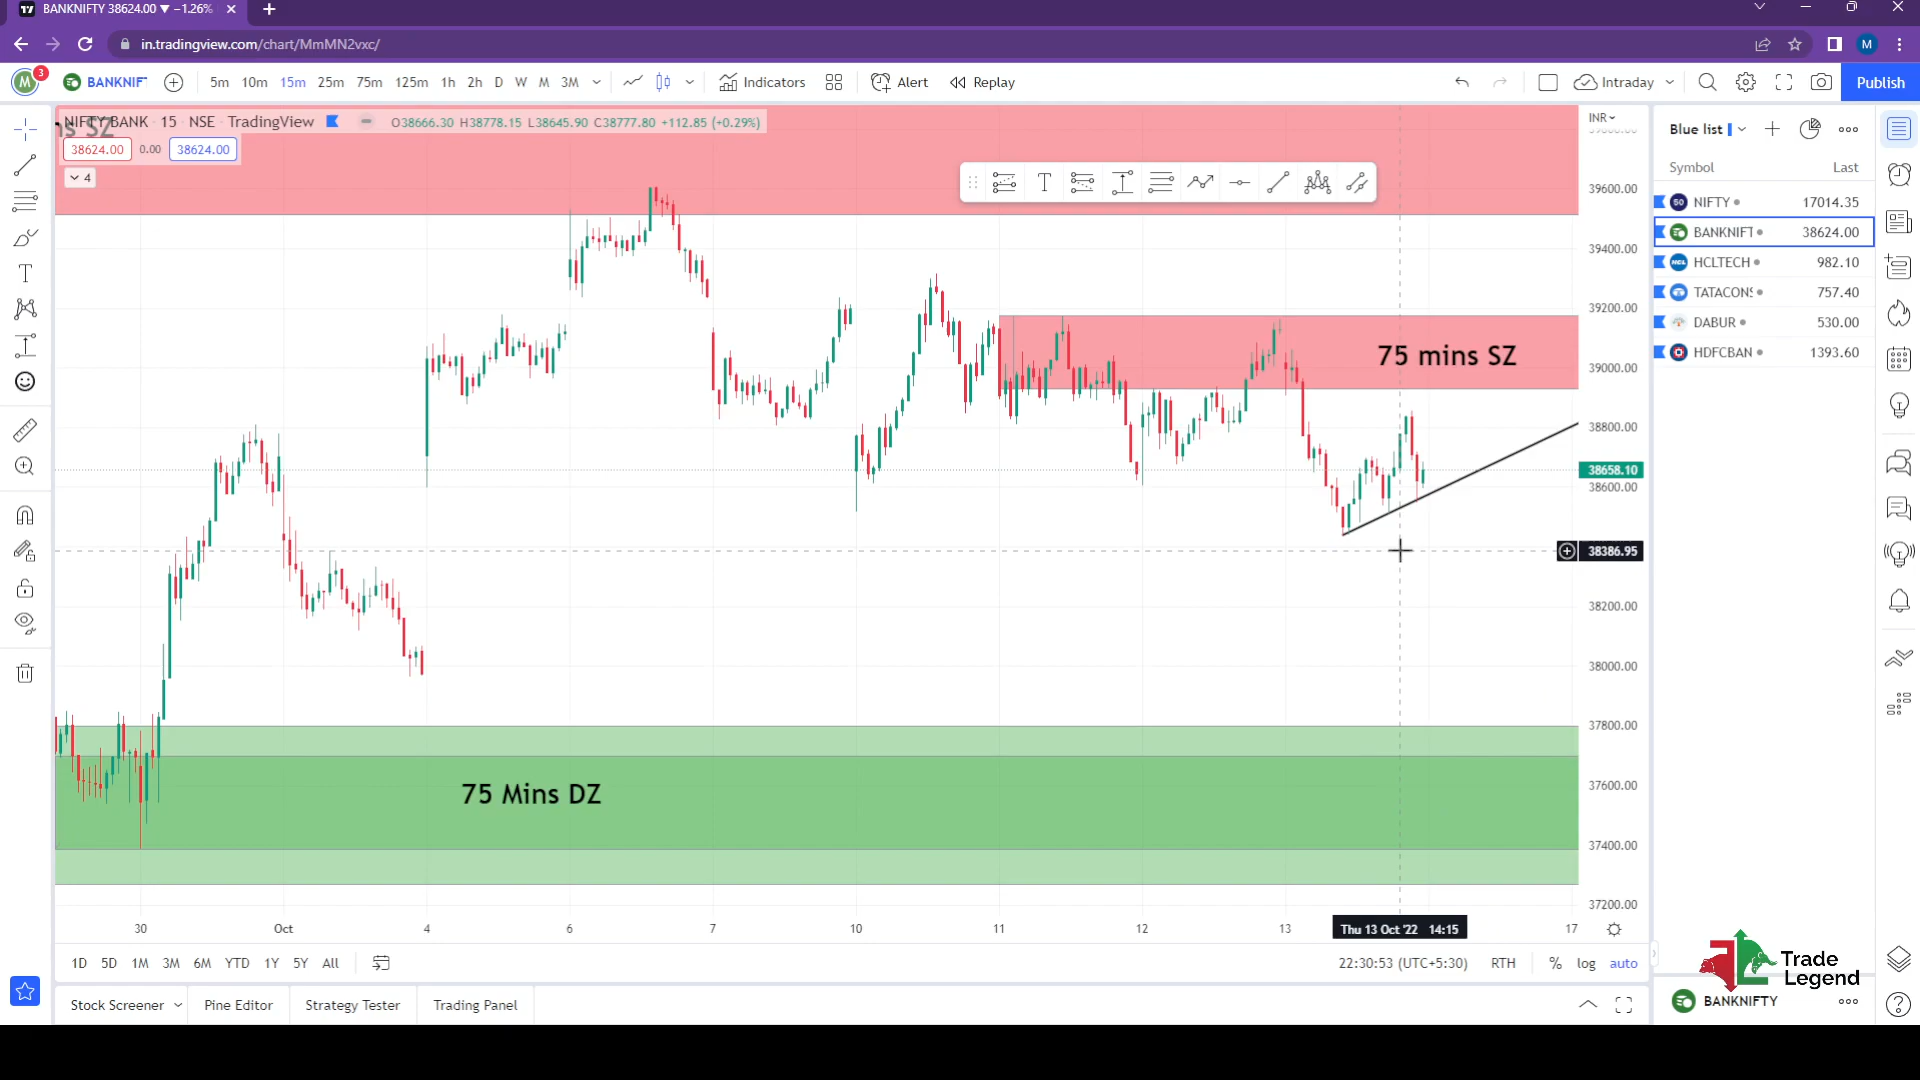 BANKNIFTY 38624.00 ▼ −1.26%
in.tradingview.com/chart/MmMN2vxc/
M 3 BANKNIF 5m 10m 15m 25m 75m 125m 1h 2h D W M 3M Indicators Alert Replay Intraday Publish
NIFTY BANK · 15 · NSE · TradingView O38666.30 H38778.15 L38645.90 C38777.80 +112.85 (+0.29%)
ns SZ
38624.00 0.00 38624.00
4
INR
39600.00
39400.00
39200.00
39000.00
38800.00
38658.10
38600.00
38386.95
38200.00
38000.00
37800.00
37600.00
37400.00
37200.00
75 mins SZ
75 Mins DZ
30 Oct 4 6 7 10 11 12 13 Thu 13 Oct '22 14:15 17
1D 5D 1M 3M 6M YTD 1Y 5Y All 22:30:53 (UTC+5:30) RTH % log auto
Stock Screener Pine Editor Strategy Tester Trading Panel
Blue list
Symbol Last
50 NIFTY 17014.35
BANKNIFT 38624.00
HCL HCLTECH 982.10
TATACONS 757.40
DABUR 530.00
HDFCBAN 1393.60
Trade
Legend
BANKNIFTY